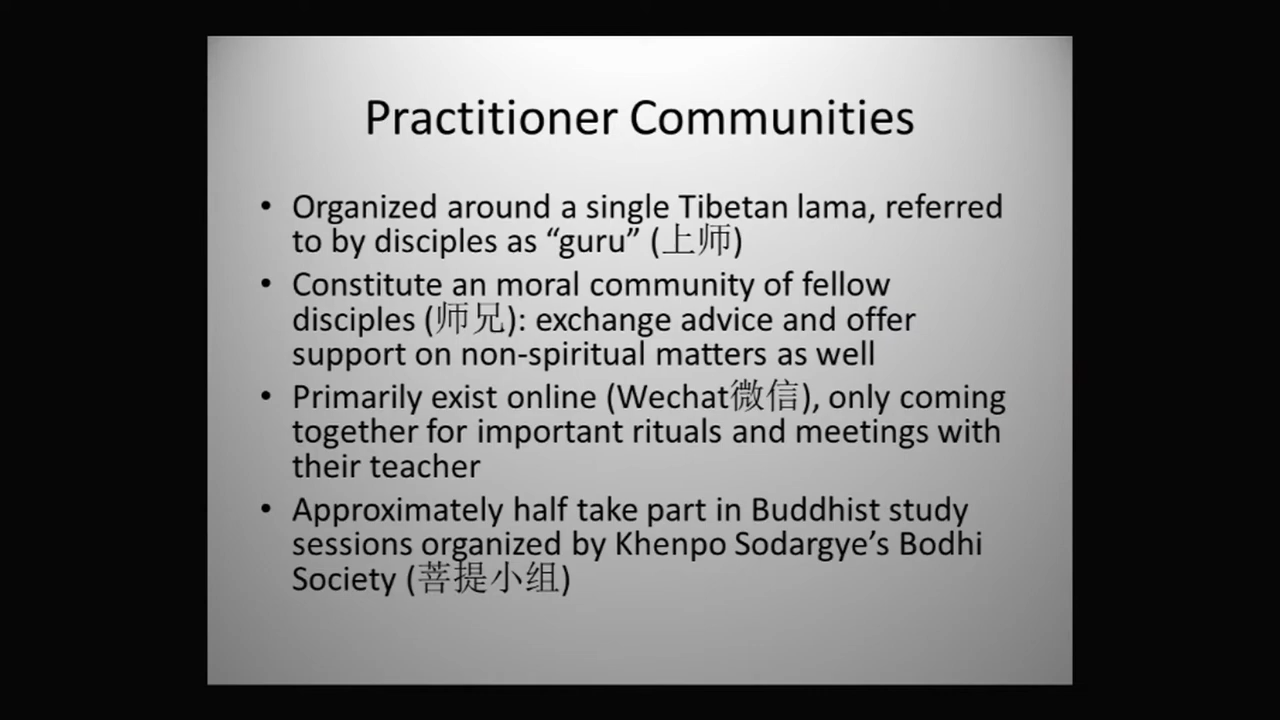 Practitioner Communities
• Organized around a single Tibetan lama, referred
to by disciples as “guru” (上师)
• Constitute an moral community of fellow
disciples (师兄): exchange advice and offer
support on non-spiritual matters as well
• Primarily exist online (Wechat微信), only coming
together for important rituals and meetings with
their teacher
• Approximately half take part in Buddhist study
sessions organized by Khenpo Sodargye’s Bodhi
Society (菩提小组)